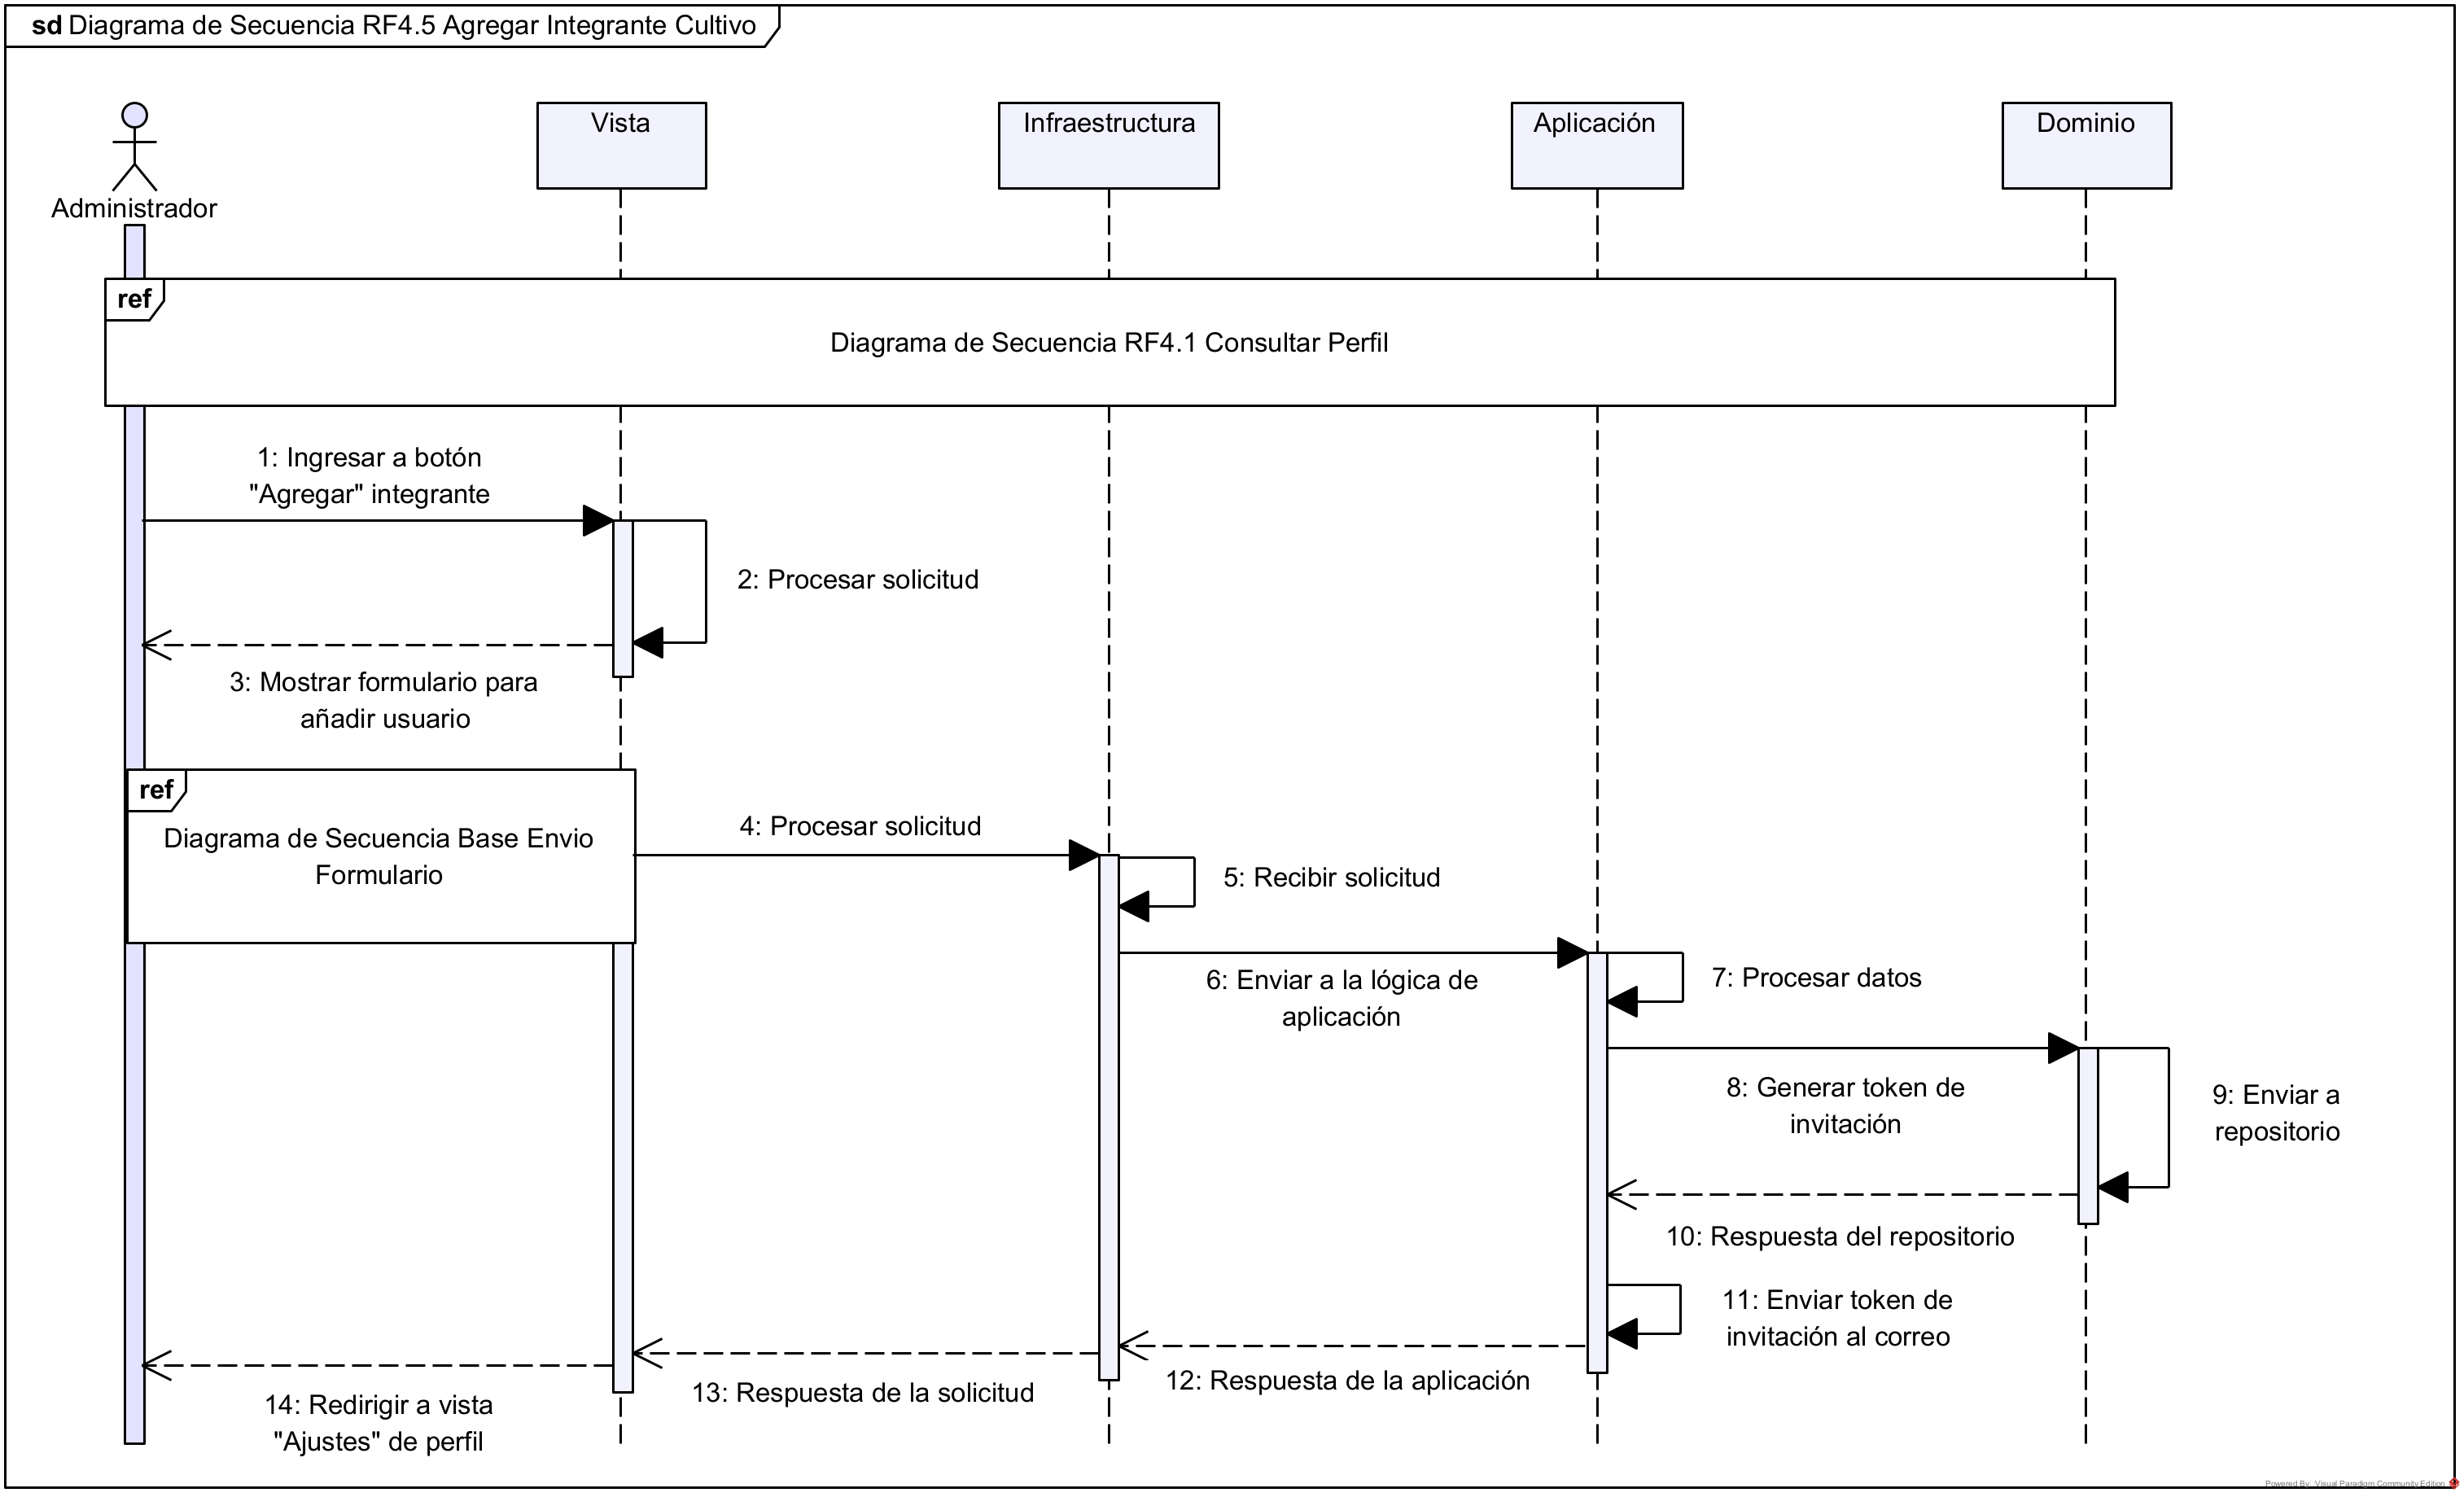 sd Diagrama de Secuencia RF4.5 Agregar Integrante Cultivo
Administrador
Vista
Infraestructura
Aplicación
Dominio
ref
Diagrama de Secuencia RF4.1 Consultar Perfil
1: Ingresar a botón
"Agregar" integrante
2: Procesar solicitud
3: Mostrar formulario para
añadir usuario
ref
Diagrama de Secuencia Base Envio
Formulario
4: Procesar solicitud
5: Recibir solicitud
6: Enviar a la lógica de
aplicación
7: Procesar datos
8: Generar token de
invitación
9: Enviar a
repositorio
10: Respuesta del repositorio
11: Enviar token de
invitación al correo
12: Respuesta de la aplicación
13: Respuesta de la solicitud
14: Redirigir a vista
"Ajustes" de perfil
Powered By: Visual Paradigm Community Edition